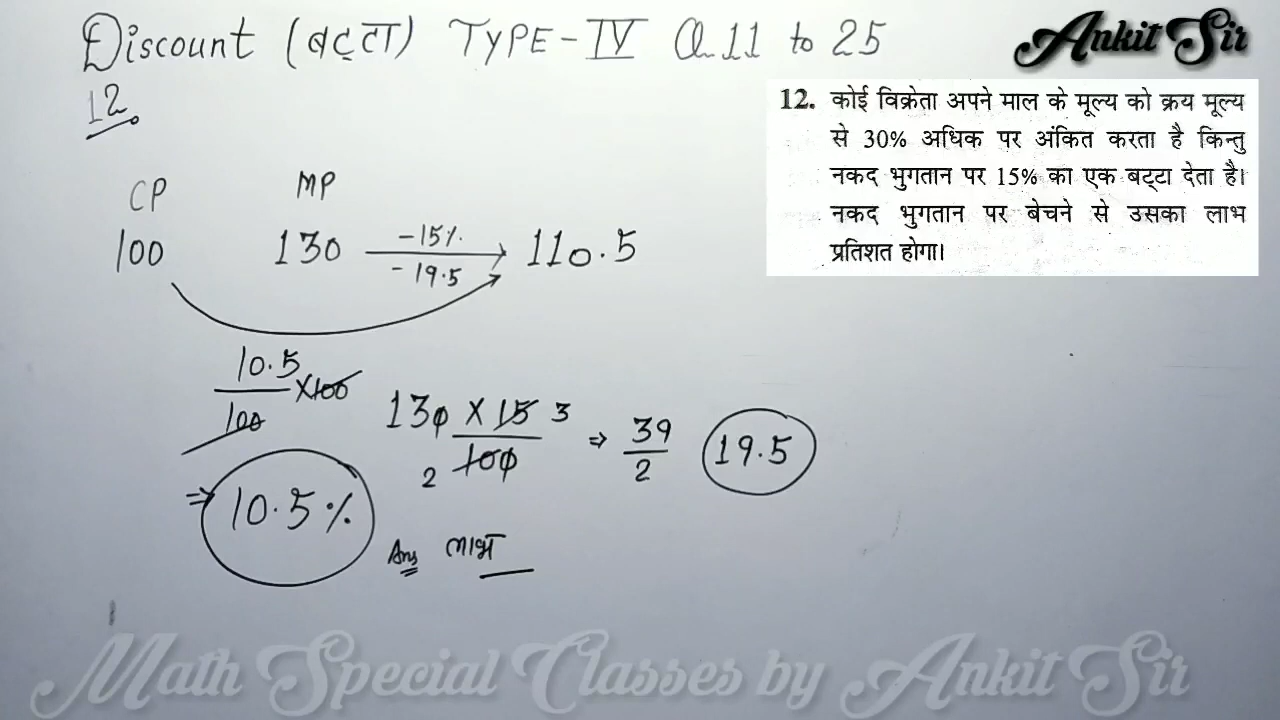 Discount (बट्टा) TYPE-IV Q.11 to 25
Ankit Sir
12.
12. कोई विक्रेता अपने माल के मूल्य को क्रय मूल्य
से 30% अधिक पर अंकित करता है किन्तु
नकद भुगतान पर 15% का एक बट्टा देता है।
नकद भुगतान पर बेचने से उसका लाभ
प्रतिशत होगा।
CP MP
100 130 -15% -19.5 110.5
10.5/100 ×100
130 × 15/100 3 2 ⇒ 39/2 19.5
⇒ 10.5%
Ans लाभ
Math Special Classes by Ankit Sir